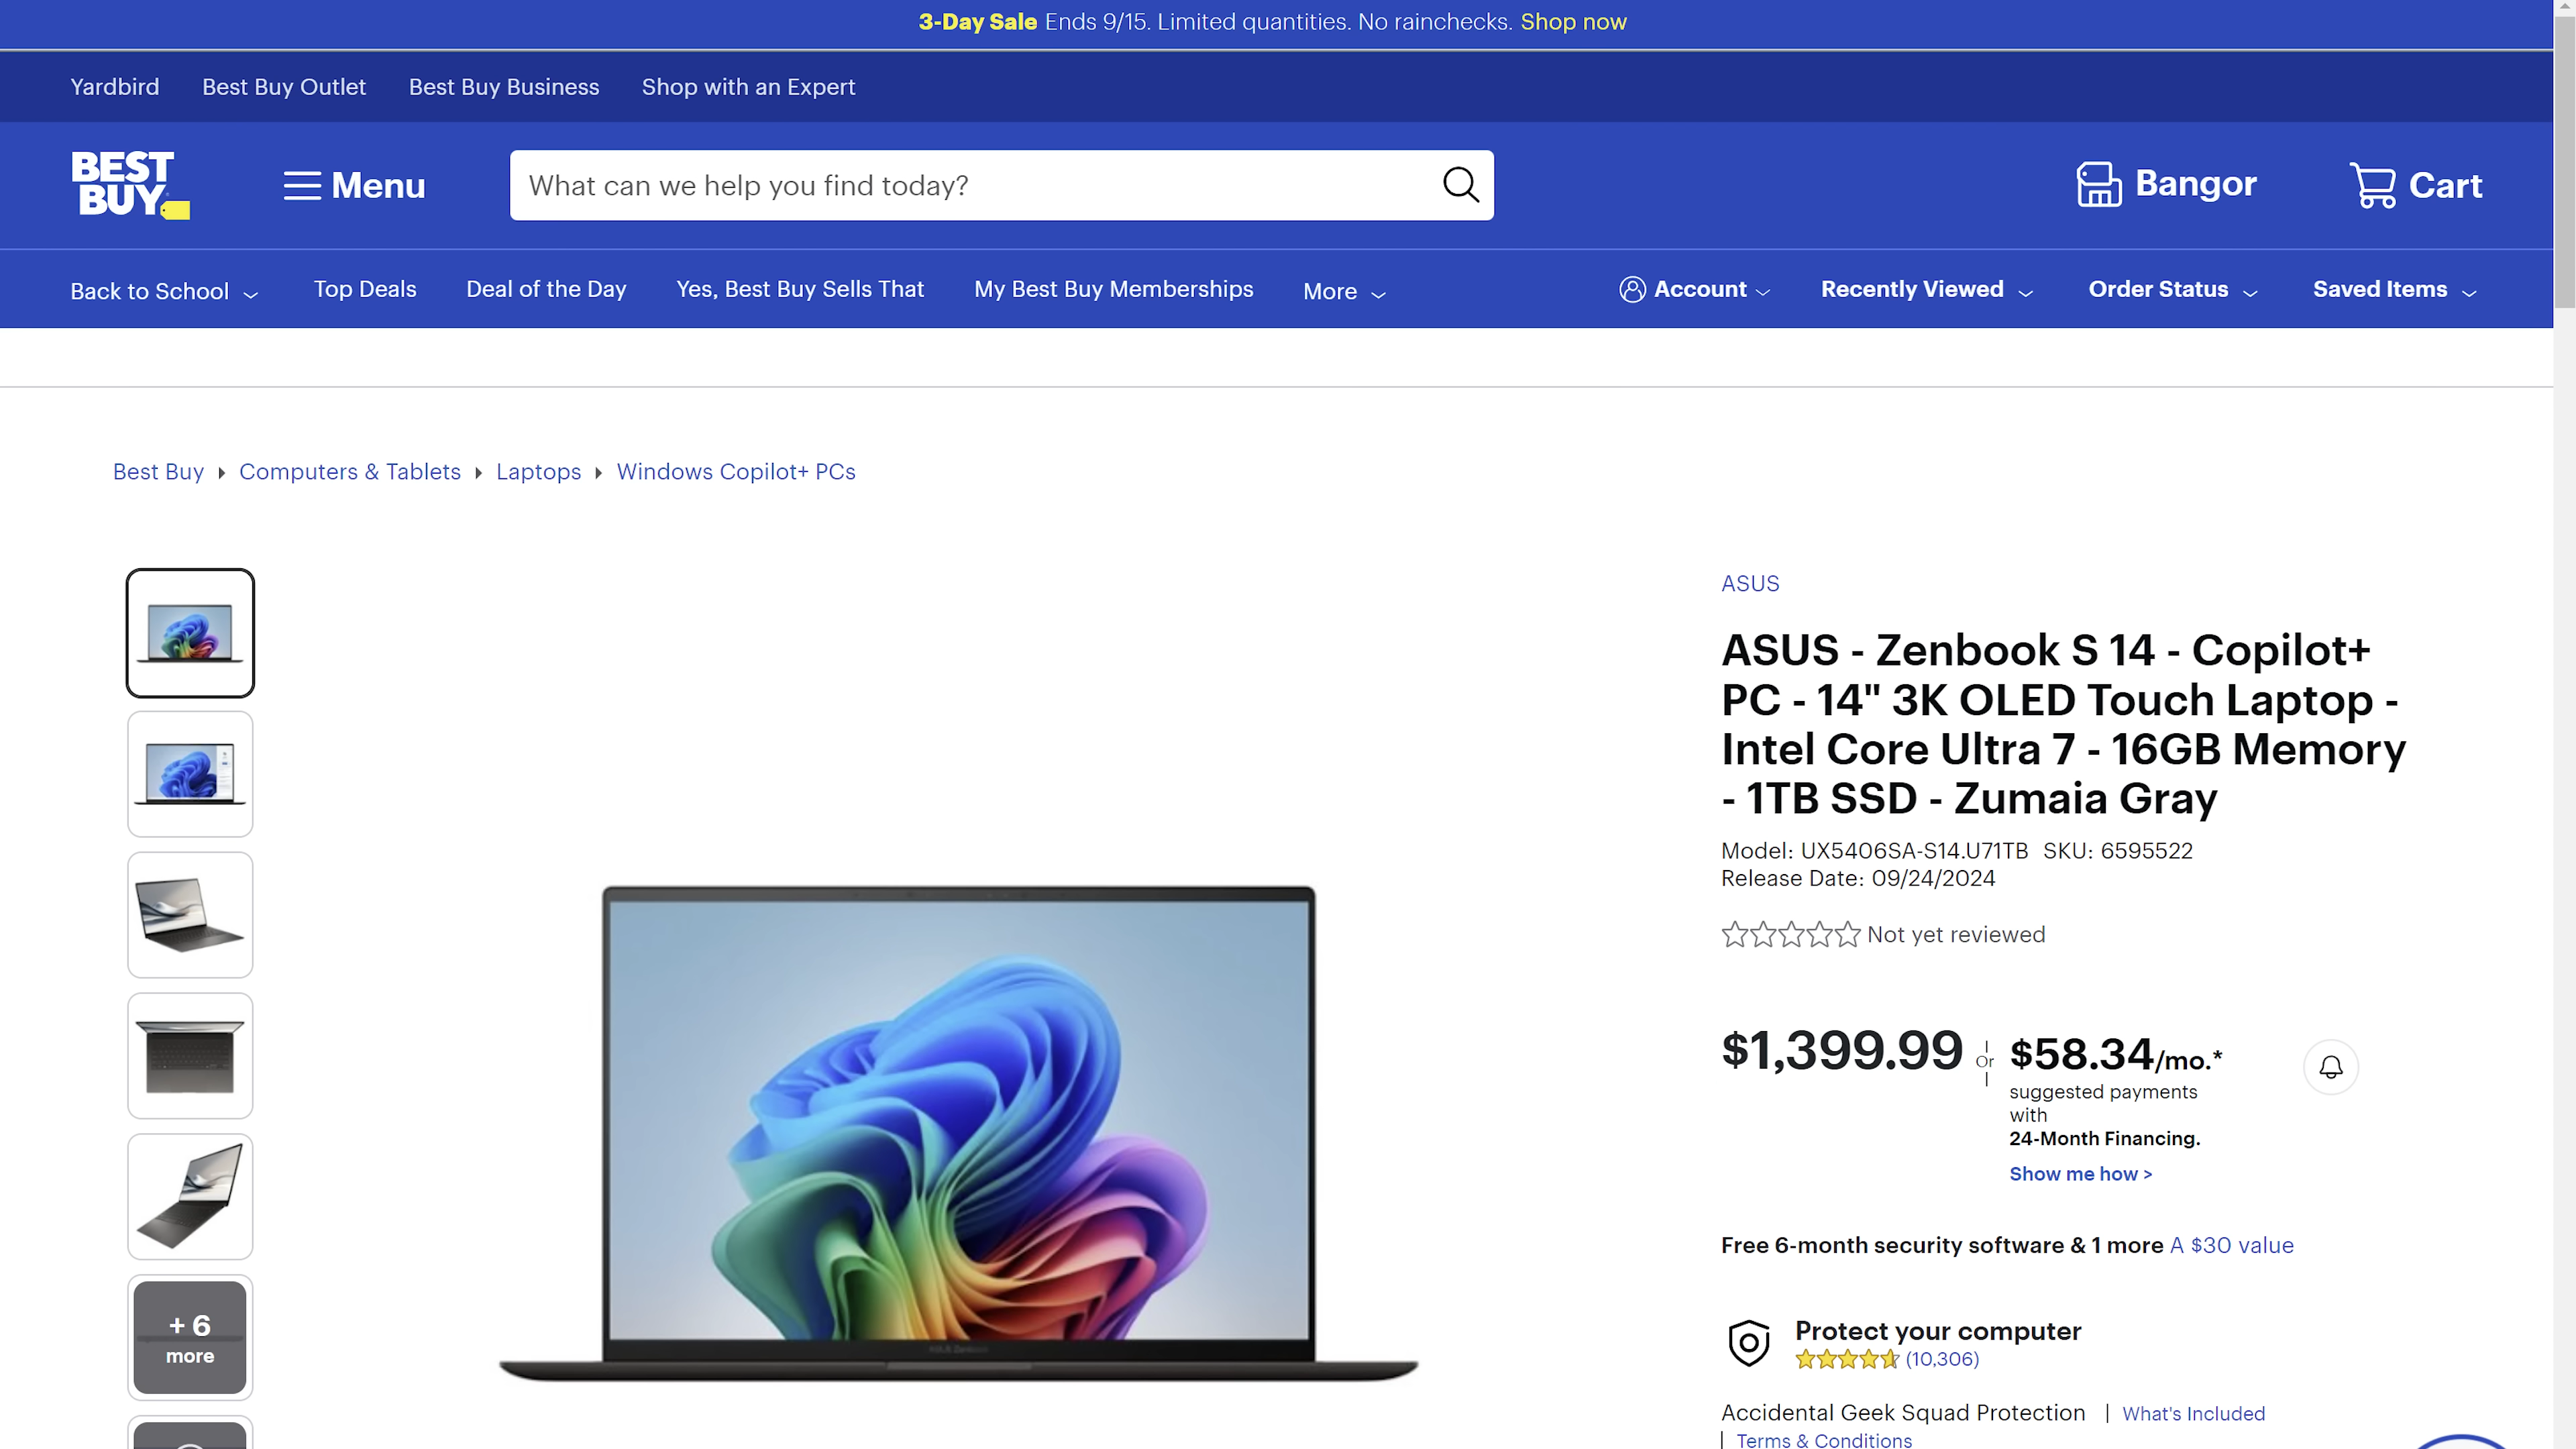 3-Day Sale Ends 9/15. Limited quantities. No rainchecks. Shop now
Yardbird Best Buy Outlet Best Buy Business Shop with an Expert
BEST
BUY
Menu
What can we help you find today?
Bangor
Cart
Back to School Top Deals Deal of the Day Yes, Best Buy Sells That My Best Buy Memberships More Account Recently Viewed Order Status Saved Items
Best Buy Computers & Tablets Laptops Windows Copilot+ PCs
+ 6
more
ASUS
ASUS - Zenbook S 14 - Copilot+
PC - 14" 3K OLED Touch Laptop -
Intel Core Ultra 7 - 16GB Memory
- 1TB SSD - Zumaia Gray
Model: UX5406SA-S14.U71TB SKU: 6595522
Release Date: 09/24/2024
Not yet reviewed
$1,399.99
Or
$58.34/mo.*
suggested payments
with
24-Month Financing.
Show me how >
Free 6-month security software & 1 more A $30 value
Protect your computer
(10,306)
Accidental Geek Squad Protection | What's Included
| Terms & Conditions